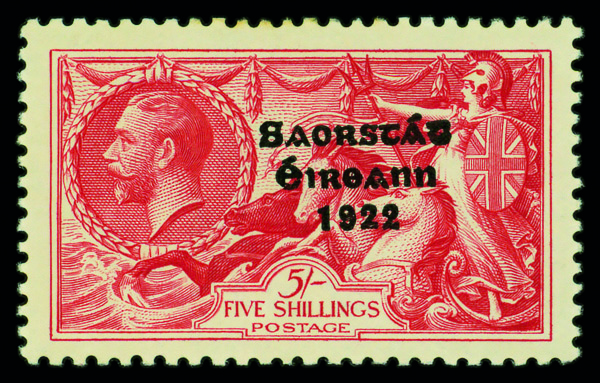 Saorstát
Éireann
1922
5/-
FIVE SHILLINGS
POSTAGE